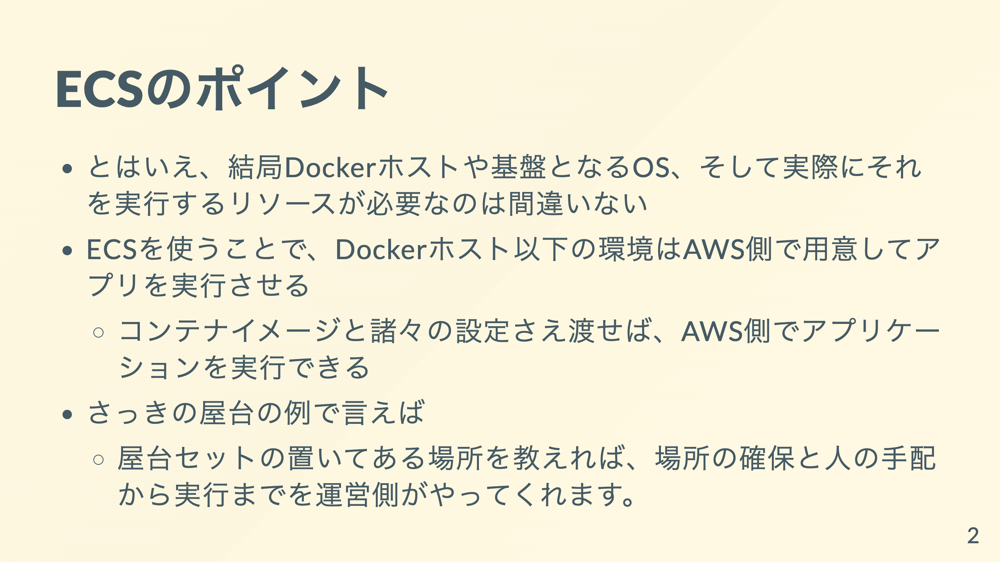 ECSのポイント
• とはいえ、結局Dockerホストや基盤となるOS、そして実際にそれ
を実行するリソースが必要なのは間違いない
• ECSを使うことで、Dockerホスト以下の環境はAWS側で用意してア
プリを実行させる
○ コンテナイメージと諸々の設定さえ渡せば、AWS側でアプリケー
ションを実行できる
• さっきの屋台の例で言えば
○ 屋台セットの置いてある場所を教えれば、場所の確保と人の手配
から実行までを運営側がやってくれます。
2